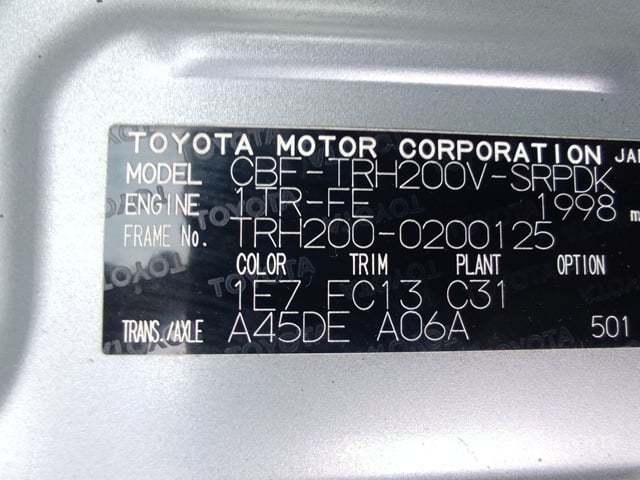 TOYOTA MOTOR CORPORATION JA
MODEL CBF-TRH200V-SRPDK
ENGINE 1TR-FE 1998 m
FRAME No. TRH200-0200125
COLOR TRIM PLANT OPTION
1E7 FC13 C31
TRANS./AXLE A45DE A06A 501